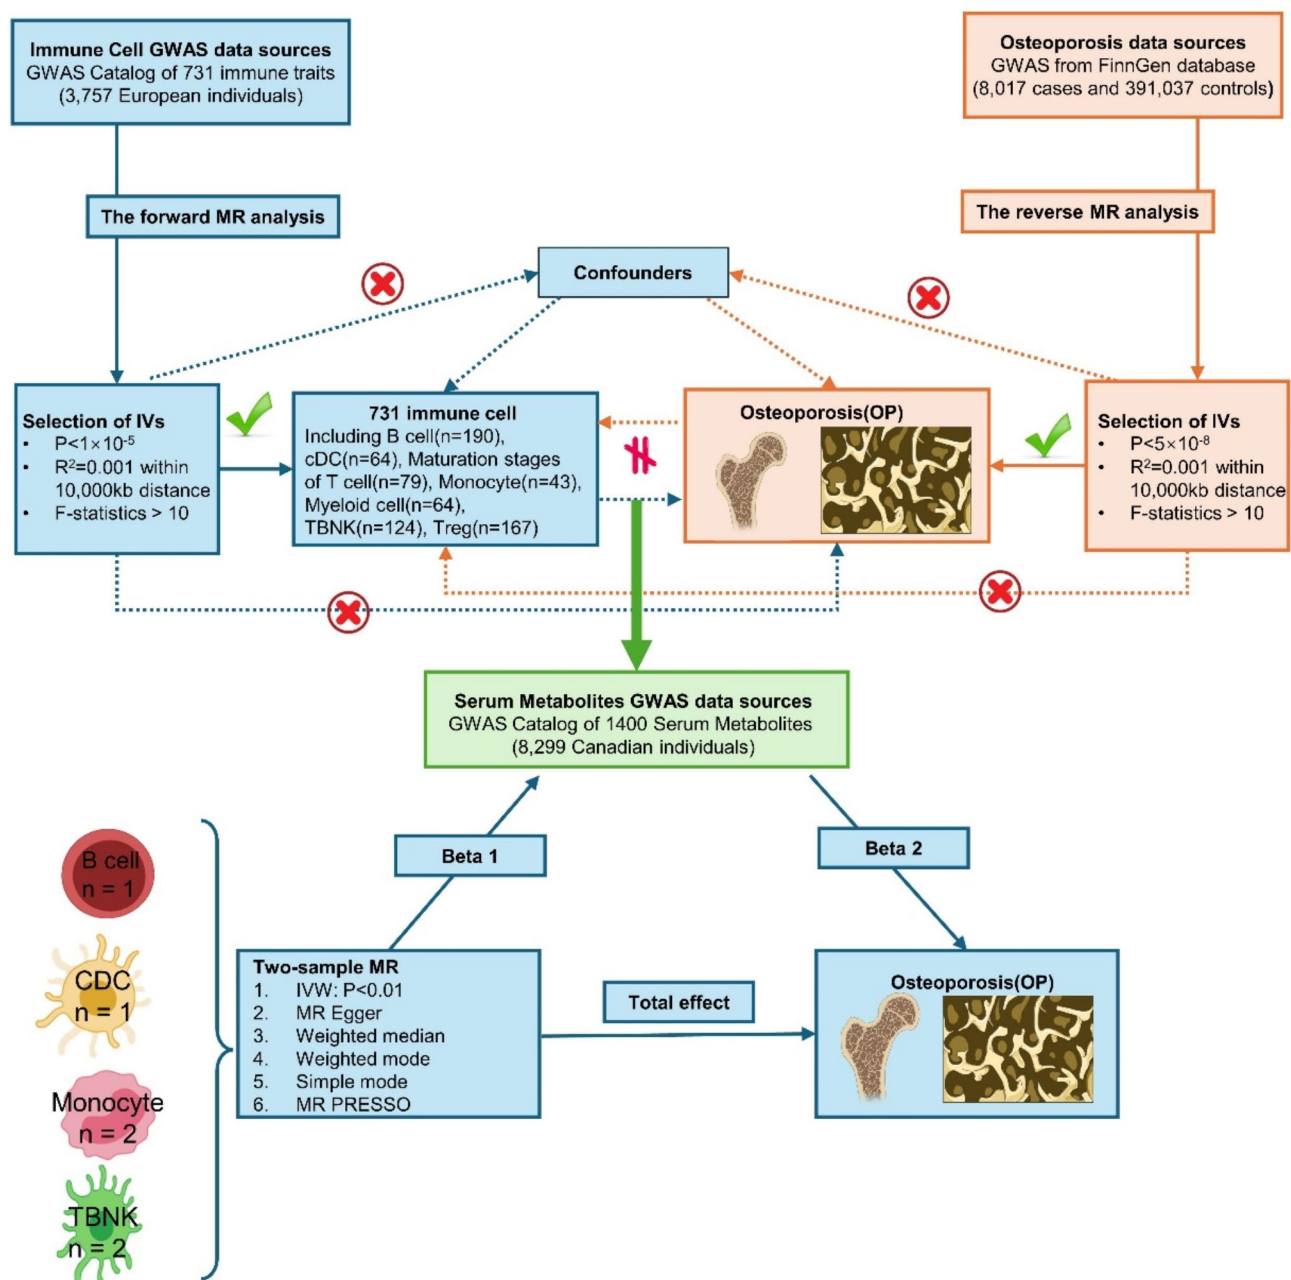 Immune Cell GWAS data sources
GWAS Catalog of 731 immune traits
(3,757 European individuals)
Osteoporosis data sources
GWAS from FinnGen database
(8,017 cases and 391,037 controls)
The forward MR analysis
The reverse MR analysis
Confounders
Selection of IVs
• P<1×10⁻⁵
• R²=0.001 within
10,000kb distance
• F-statistics > 10
731 immune cell
Including B cell(n=190),
cDC(n=64), Maturation stages
of T cell(n=79), Monocyte(n=43),
Myeloid cell(n=64),
TBNK(n=124), Treg(n=167)
Osteoporosis(OP)
Selection of IVs
• P<5×10⁻⁸
• R²=0.001 within
10,000kb distance
• F-statistics > 10
Serum Metabolites GWAS data sources
GWAS Catalog of 1400 Serum Metabolites
(8,299 Canadian individuals)
Beta 1
Beta 2
B cell
n = 1
CDC
n = 1
Monocyte
n = 2
TBNK
n = 2
Two-sample MR
1. IVW: P<0.01
2. MR Egger
3. Weighted median
4. Weighted mode
5. Simple mode
6. MR PRESSO
Total effect
Osteoporosis(OP)